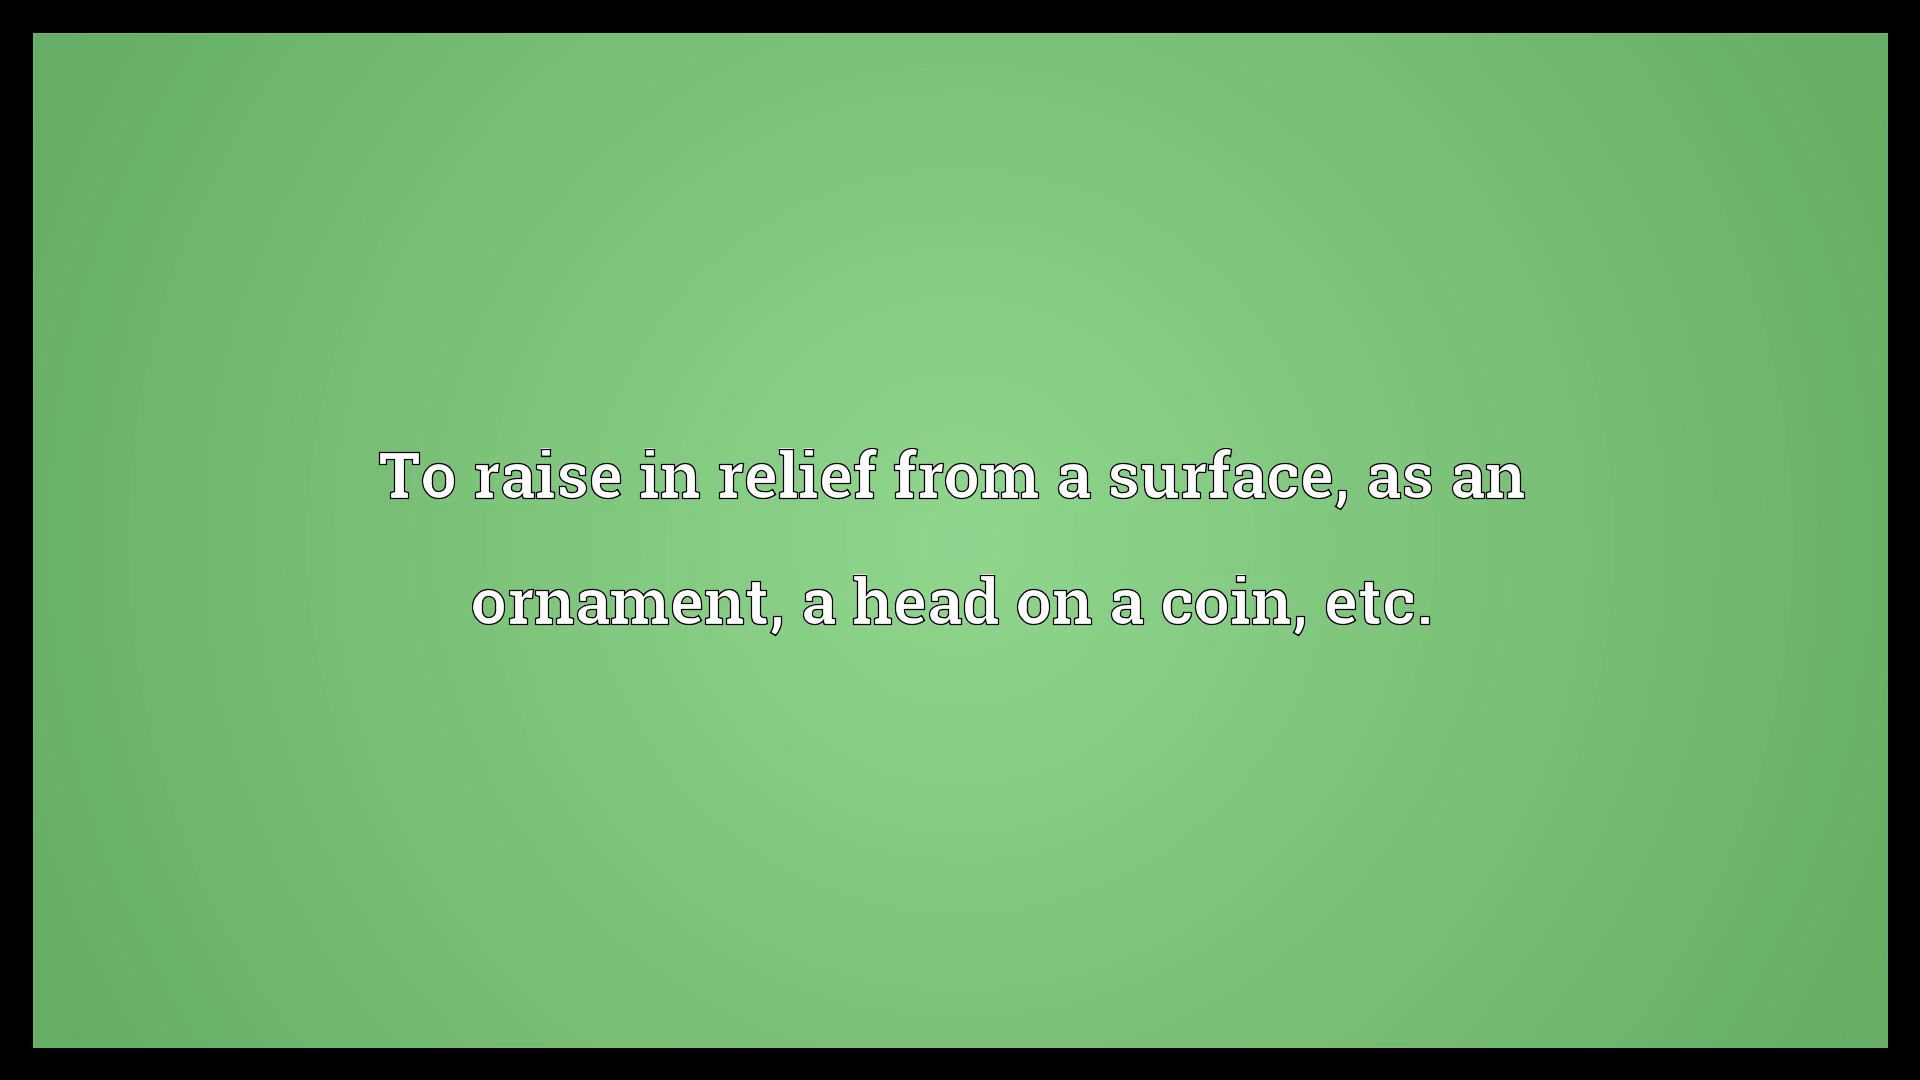 To raise in relief from a surface, as an
ornament, a head on a coin, etc.